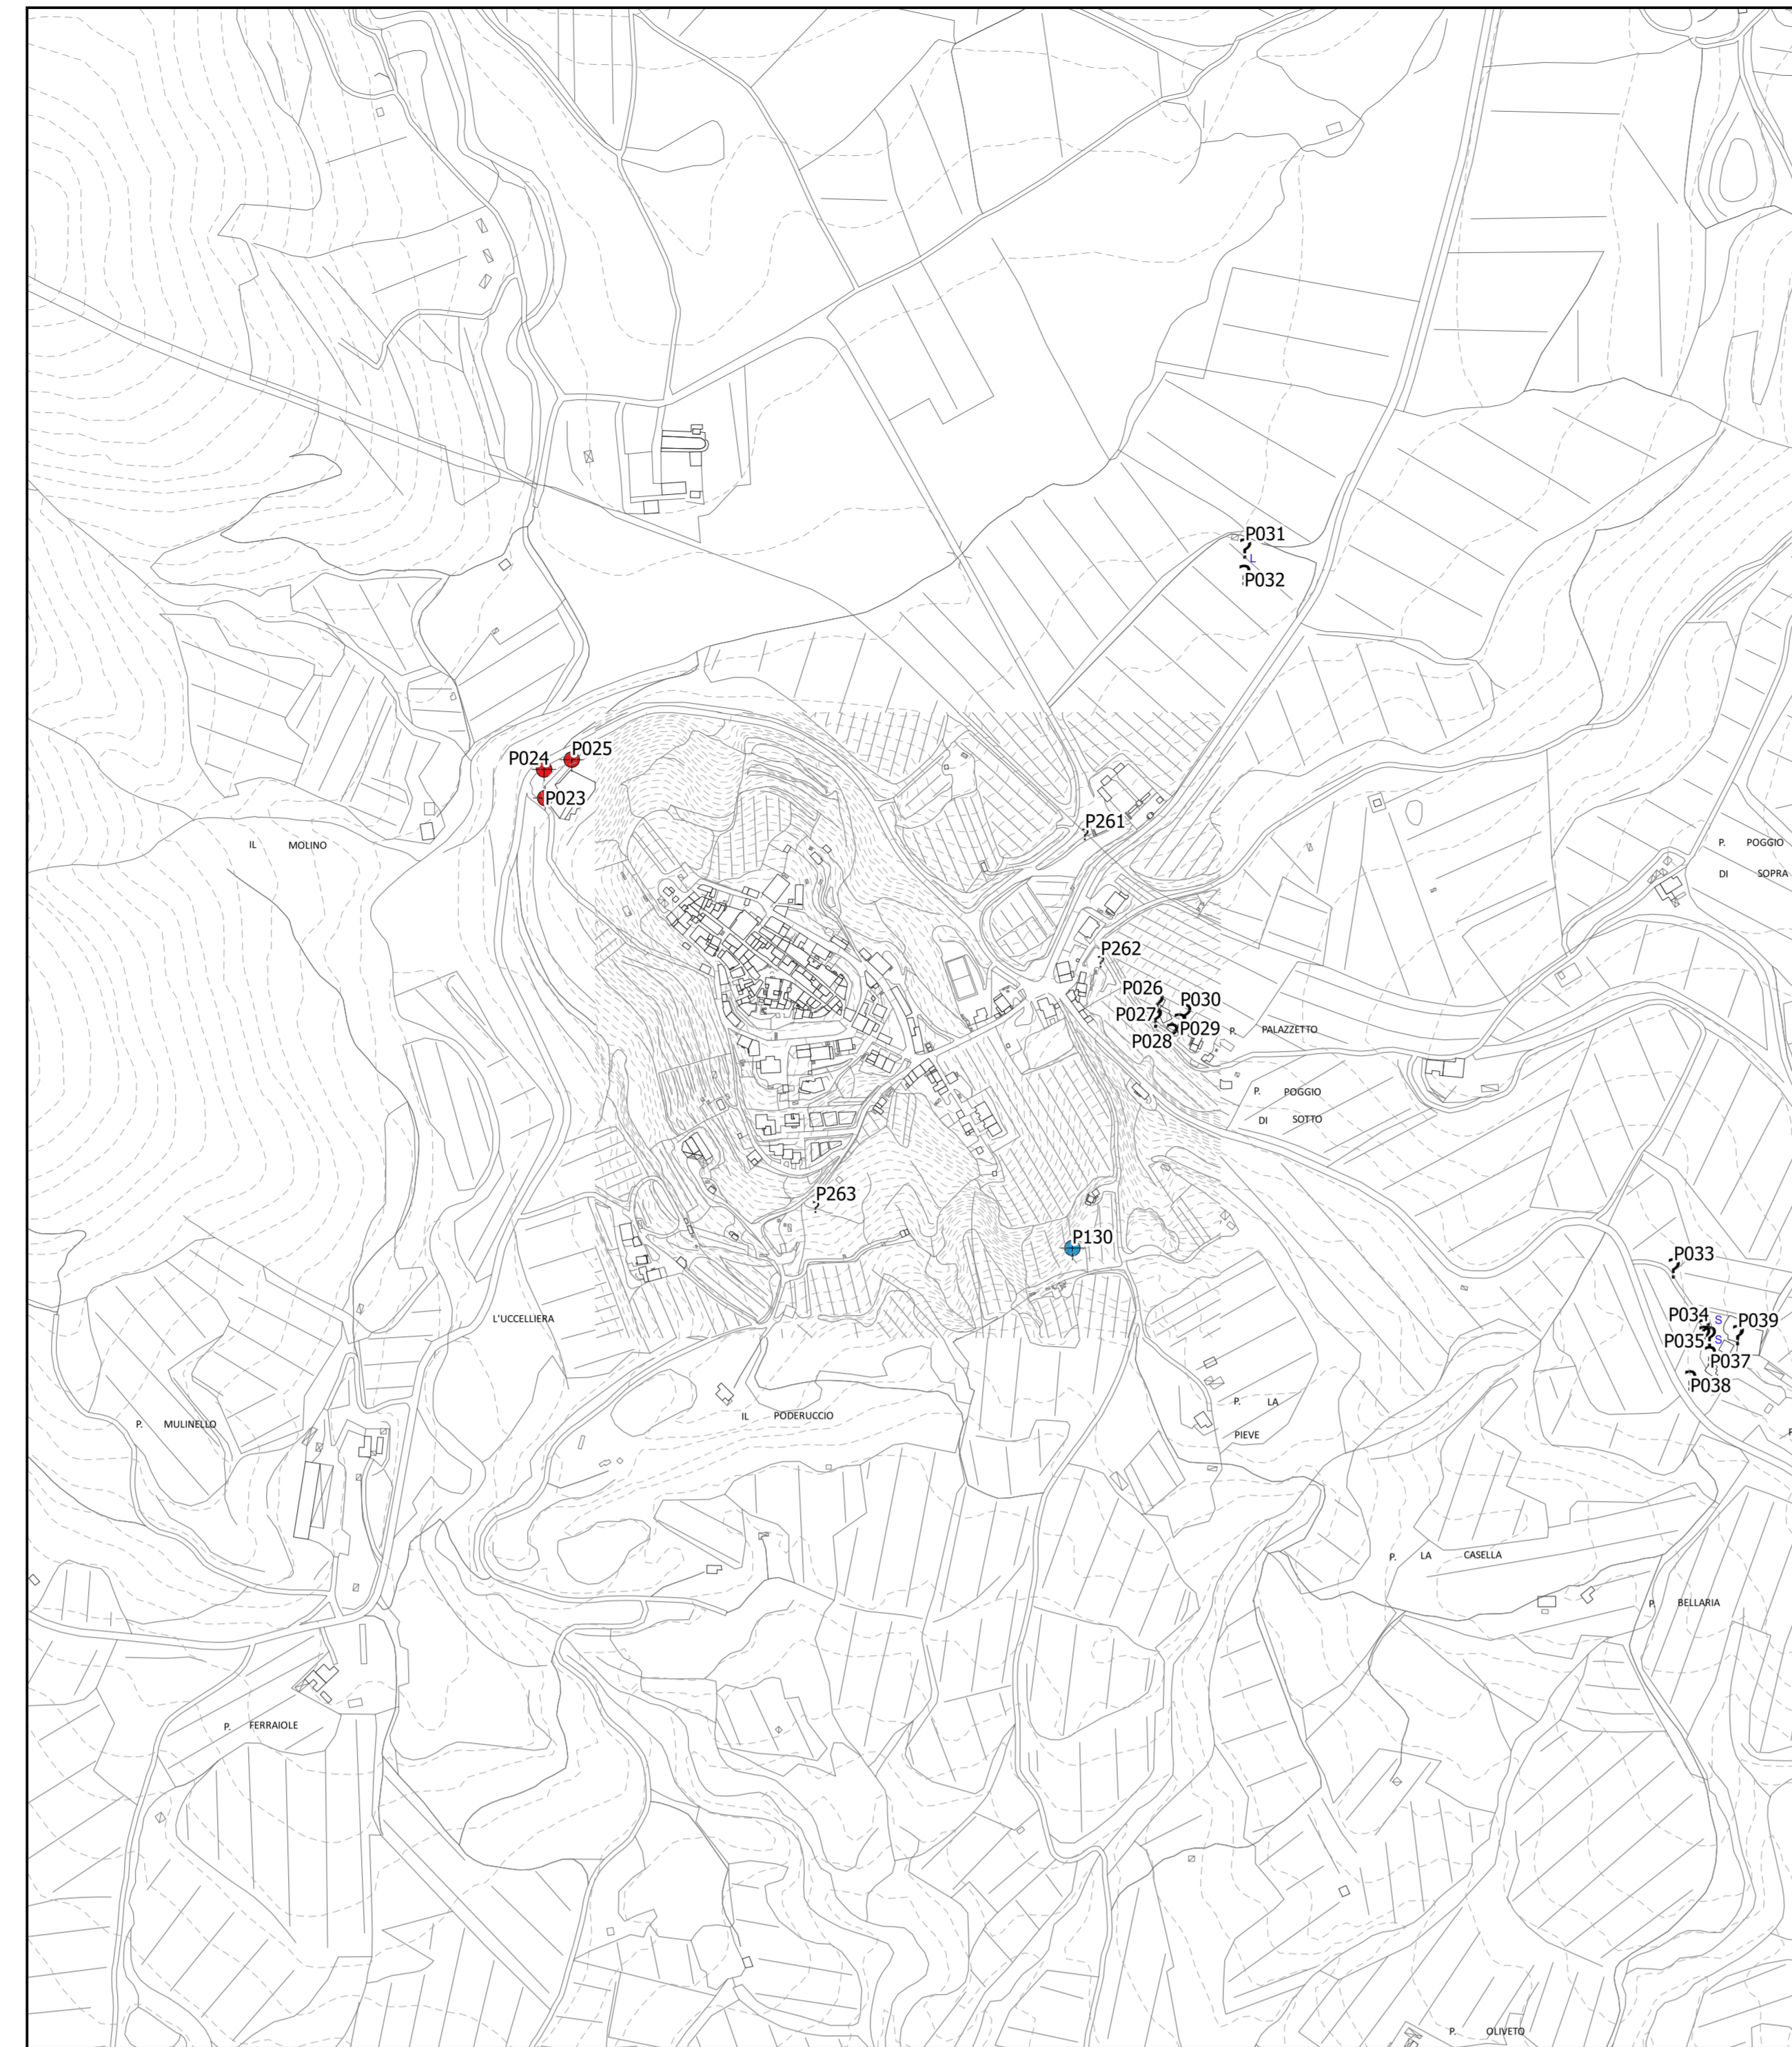 P031
L
P032
P025
P024
P023
P261
IL MOLINO
P. POGGIO
DI SOPRA
P262
P026
P030
P027
P029
P028
P. PALAZZETTO
P. POGGIO
DI SOTTO
P263
P130
P033
L'UCCELLIERA
P034
S
P039
P035
S
P037
P038
P. LA
PIEVE
IL PODERUCCIO
P. MULINELLO
P. LA CASELLA
P. BELLARIA
P. FERRAIOLE
P. OLIVETO